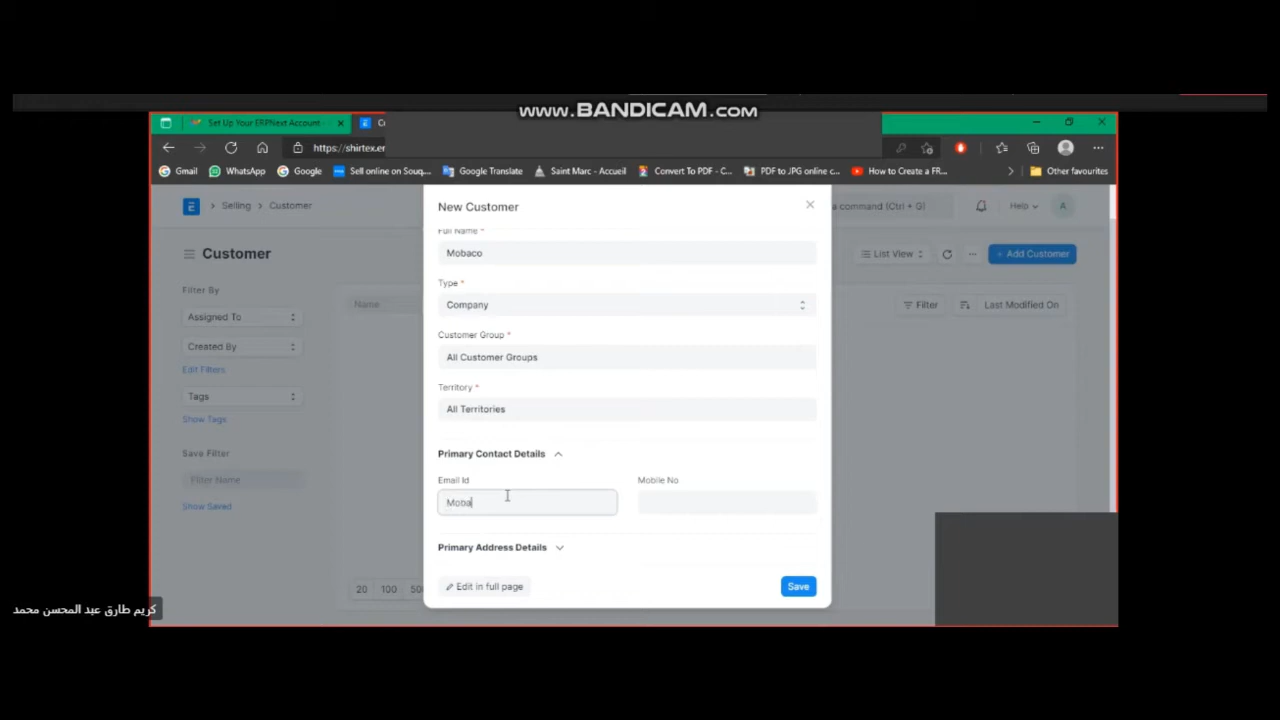 www.BANDICAM.com
Set Up Your ERPNext Account
https://shirtex.er
Gmail
WhatsApp
Google
Sell online on Souq,...
Google Translate
Saint Marc - Accueil
Convert To PDF - C...
PDF to JPG online c...
How to Create a FR...
Other favourites
Selling > Customer
New Customer
a command (Ctrl + G)
Help
A
Customer
Full Name *
Mobaco
List View
+ Add Customer
Filter By
Assigned To
Created By
Edit Filters
Tags
Show Tags
Save Filter
Filter Name
Show Saved
Name
Type *
Company
Filter
Last Modified On
Customer Group *
All Customer Groups
Territory *
All Territories
Primary Contact Details
Email Id
Mobile No
Moba
Primary Address Details
20
100
50
Edit in full page
Save
كريم طارق عبد المحسن محمد